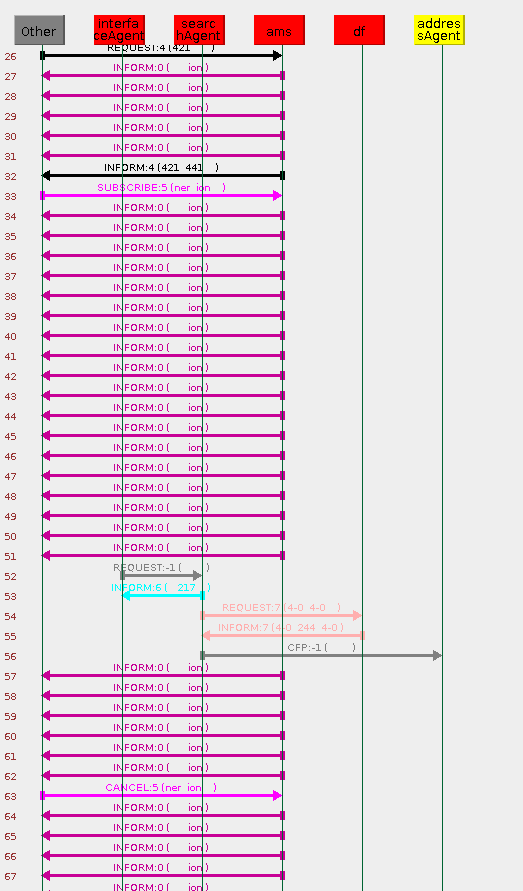 Other
interfa
ceAgent
searc
hAgent
ams
df
addres
sAgent
26 REQUEST:4 (421 )
27 INFORM:0 ( ion )
28 INFORM:0 ( ion )
29 INFORM:0 ( ion )
30 INFORM:0 ( ion )
31 INFORM:0 ( ion )
32 INFORM:4 (421 441 )
33 SUBSCRIBE:5 (ner ion )
34 INFORM:0 ( ion )
35 INFORM:0 ( ion )
36 INFORM:0 ( ion )
37 INFORM:0 ( ion )
38 INFORM:0 ( ion )
39 INFORM:0 ( ion )
40 INFORM:0 ( ion )
41 INFORM:0 ( ion )
42 INFORM:0 ( ion )
43 INFORM:0 ( ion )
44 INFORM:0 ( ion )
45 INFORM:0 ( ion )
46 INFORM:0 ( ion )
47 INFORM:0 ( ion )
48 INFORM:0 ( ion )
49 INFORM:0 ( ion )
50 INFORM:0 ( ion )
51 INFORM:0 ( ion )
52 REQUEST:-1 ( )
53 INFORM:6 ( 217 )
54 REQUEST:7 (4-0 4-0 )
55 INFORM:7 (4-0 244 4-0 )
56 CFP:-1 ( )
57 INFORM:0 ( ion )
58 INFORM:0 ( ion )
59 INFORM:0 ( ion )
60 INFORM:0 ( ion )
61 INFORM:0 ( ion )
62 INFORM:0 ( ion )
63 CANCEL:5 (ner ion )
64 INFORM:0 ( ion )
65 INFORM:0 ( ion )
66 INFORM:0 ( ion )
67 INFORM:0 ( ion )
INFORM:0 ( ion )